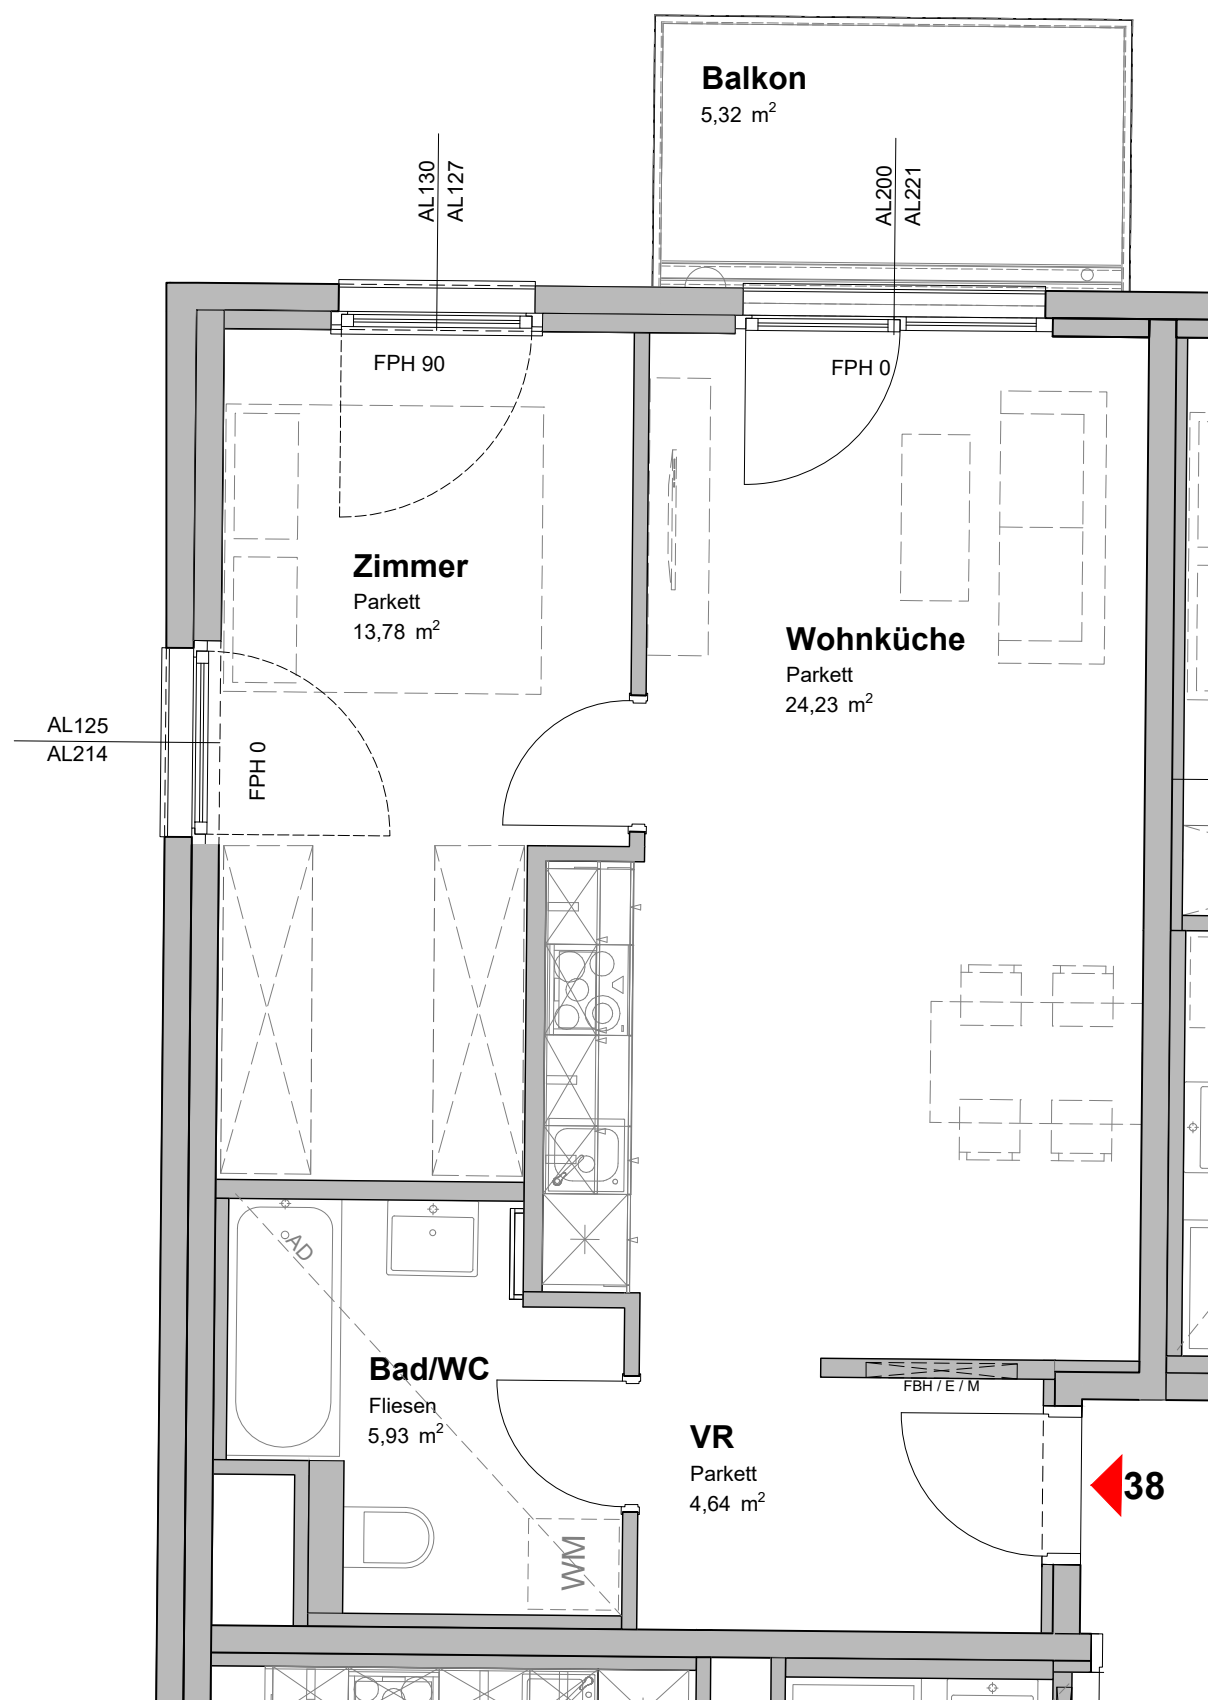 Balkon
5,32 m²
AL130
AL127
AL200
AL221
FPH 90
FPH 0
Zimmer
Parkett
13,78 m²
Wohnküche
Parkett
24,23 m²
AL125
AL214
FPH 0
AD
Bad/WC
Fliesen
5,93 m²
FBH / E / M
VR
Parkett
4,64 m²
38
WM